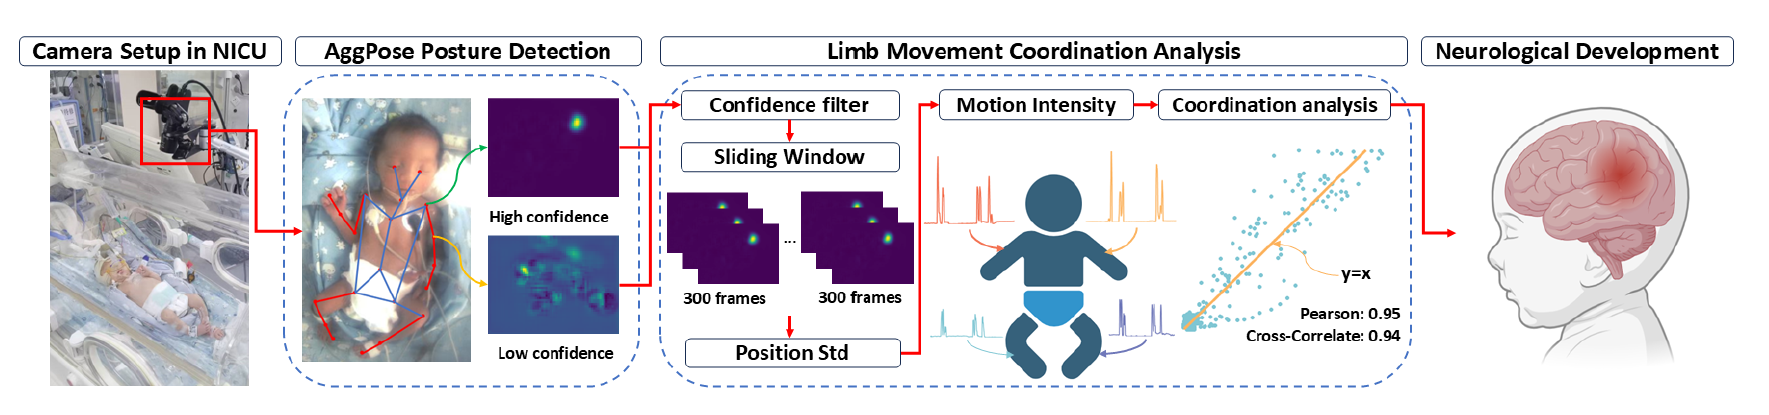 Camera Setup in NICU
AggPose Posture Detection
High confidence
Low confidence
Limb Movement Coordination Analysis
Confidence filter
Sliding Window
...
300 frames
300 frames
Position Std
Motion Intensity
Coordination analysis
y=x
Pearson: 0.95
Cross-Correlate: 0.94
Neurological Development